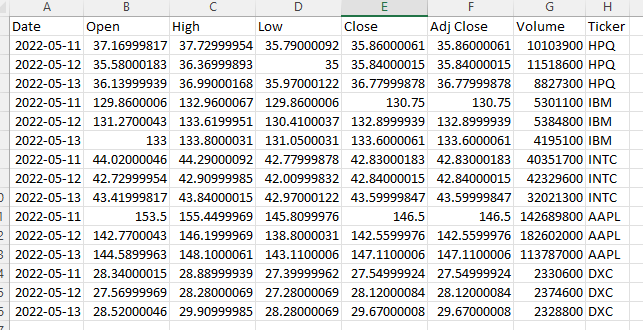 A B C D E F G H
Date Open High Low Close Adj Close Volume Ticker
2022-05-11 37.16999817 37.72999954 35.79000092 35.86000061 35.86000061 10103900 HPQ
2022-05-12 35.58000183 36.36999893 35 35.84000015 35.84000015 11518600 HPQ
2022-05-13 36.13999939 36.99000168 35.97000122 36.77999878 36.77999878 8827300 HPQ
2022-05-11 129.8600006 132.9600067 129.8600006 130.75 130.75 5301100 IBM
2022-05-12 131.2700043 133.6199951 130.4100037 132.8999939 132.8999939 5384800 IBM
2022-05-13 133 133.8000031 131.0500031 133.6000061 133.6000061 4195100 IBM
2022-05-11 44.02000046 44.29000092 42.77999878 42.83000183 42.83000183 40351700 INTC
2022-05-12 42.72999954 42.90999985 42.00999832 42.84000015 42.84000015 42329600 INTC
2022-05-13 43.41999817 43.84000015 42.97000122 43.59999847 43.59999847 32021300 INTC
2022-05-11 153.5 155.4499969 145.8099976 146.5 146.5 142689800 AAPL
2022-05-12 142.7700043 146.1999969 138.8000031 142.5599976 142.5599976 182602000 AAPL
2022-05-13 144.5899963 148.1000061 143.1100006 147.1100006 147.1100006 113787000 AAPL
2022-05-11 28.34000015 28.88999939 27.39999962 27.54999924 27.54999924 2330600 DXC
2022-05-12 27.56999969 28.28000069 27.28000069 28.12000084 28.12000084 2374600 DXC
2022-05-13 28.52000046 29.90999985 28.28000069 29.67000008 29.67000008 2328800 DXC